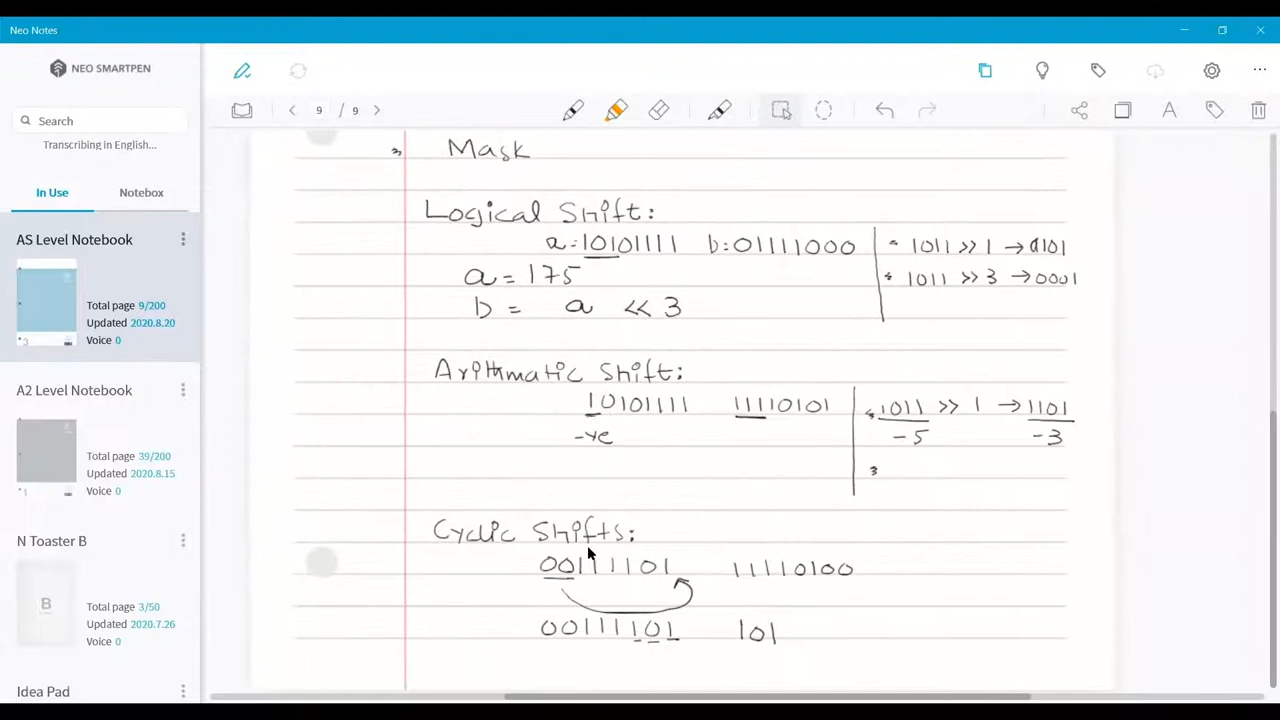 Neo Notes
NEO SMARTPEN
Search
Transcribing in English...
In Use Notebox
AS Level Notebook
Total page 9/200
Updated 2020.8.20
Voice 0
A2 Level Notebook
Total page 39/200
Updated 2020.8.15
Voice 0
N Toaster B
B
Total page 3/50
Updated 2020.7.26
Voice 0
Idea Pad
9 / 9
Mask
Logical Shift:
a=10101111 b:01111000
a = 175
b = a << 3
1011 >> 1 → 0101
1011 >> 3 → 0001
Arithmatic Shift:
10101111 11110101
-ve
1011 >> 1 → 1101
-5 -3
Cyclic Shifts:
00111101 11110100
00111101 101